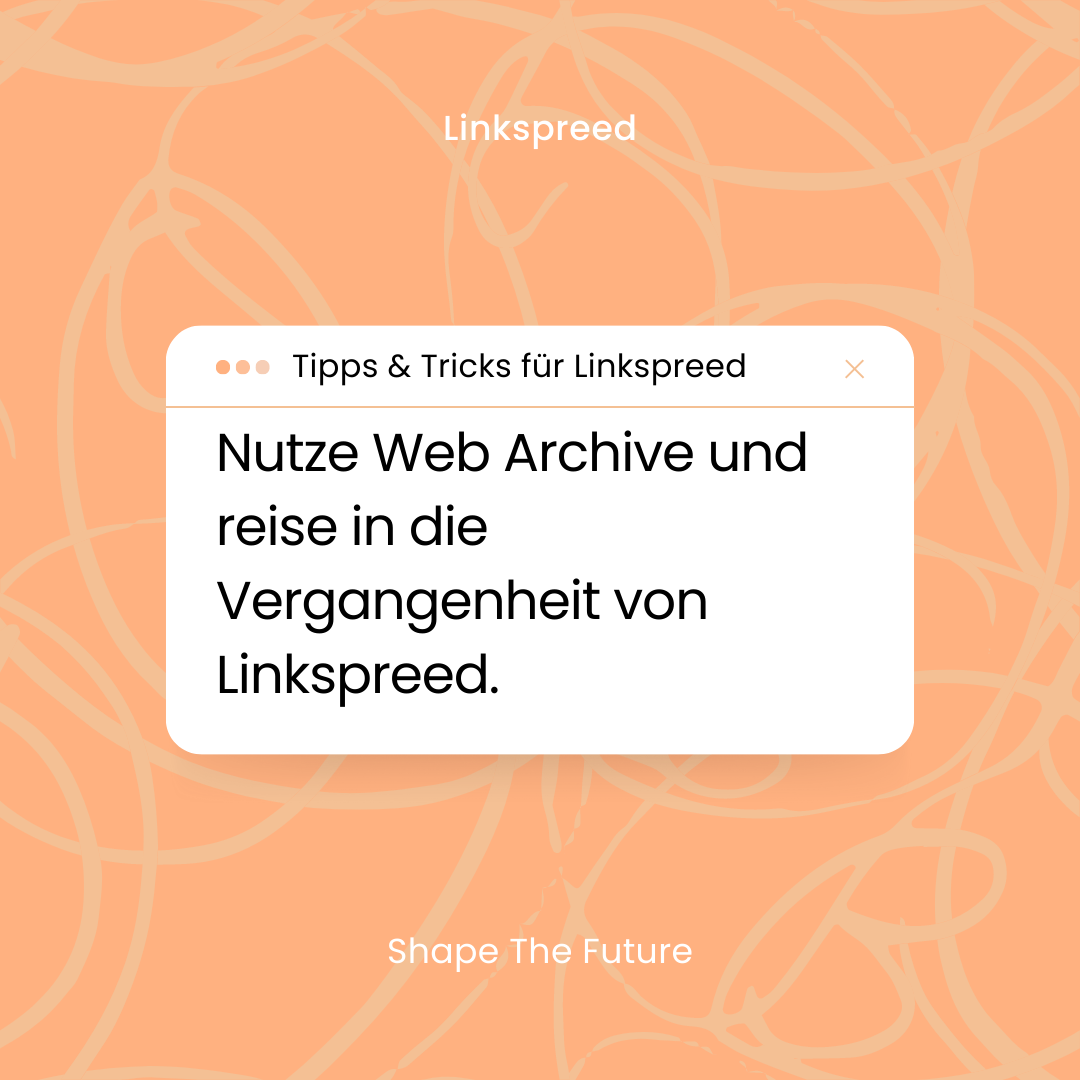 Linkspreed
Tipps & Tricks für Linkspreed
Nutze Web Archive und
reise in die
Vergangenheit von
Linkspreed.
Shape The Future